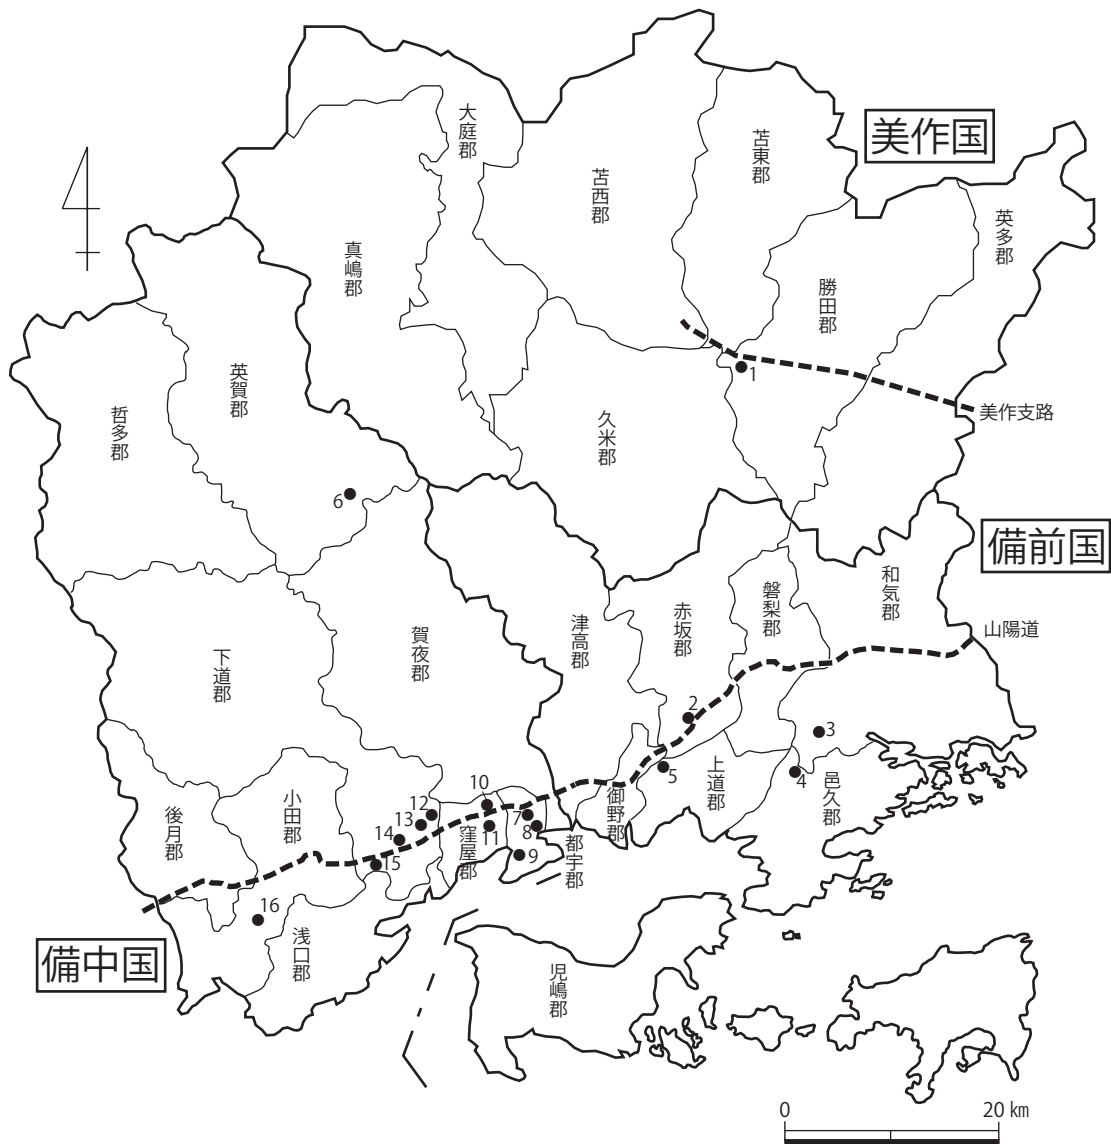 美作国
大庭郡
苫東郡
苫西郡
英多郡
真嶋郡
勝田郡
英賀郡
1
哲多郡
久米郡
美作支路
6
備前国
和気郡
磐梨郡
赤坂郡
津高郡
賀夜郡
山陽道
下道郡
2
3
5
4
上道郡
邑久郡
御野郡
小田郡
後月郡
10
12
7
13
8
11
14
窪屋郡
都宇郡
9
15
16
備中国
浅口郡
児嶋郡
0
20 km